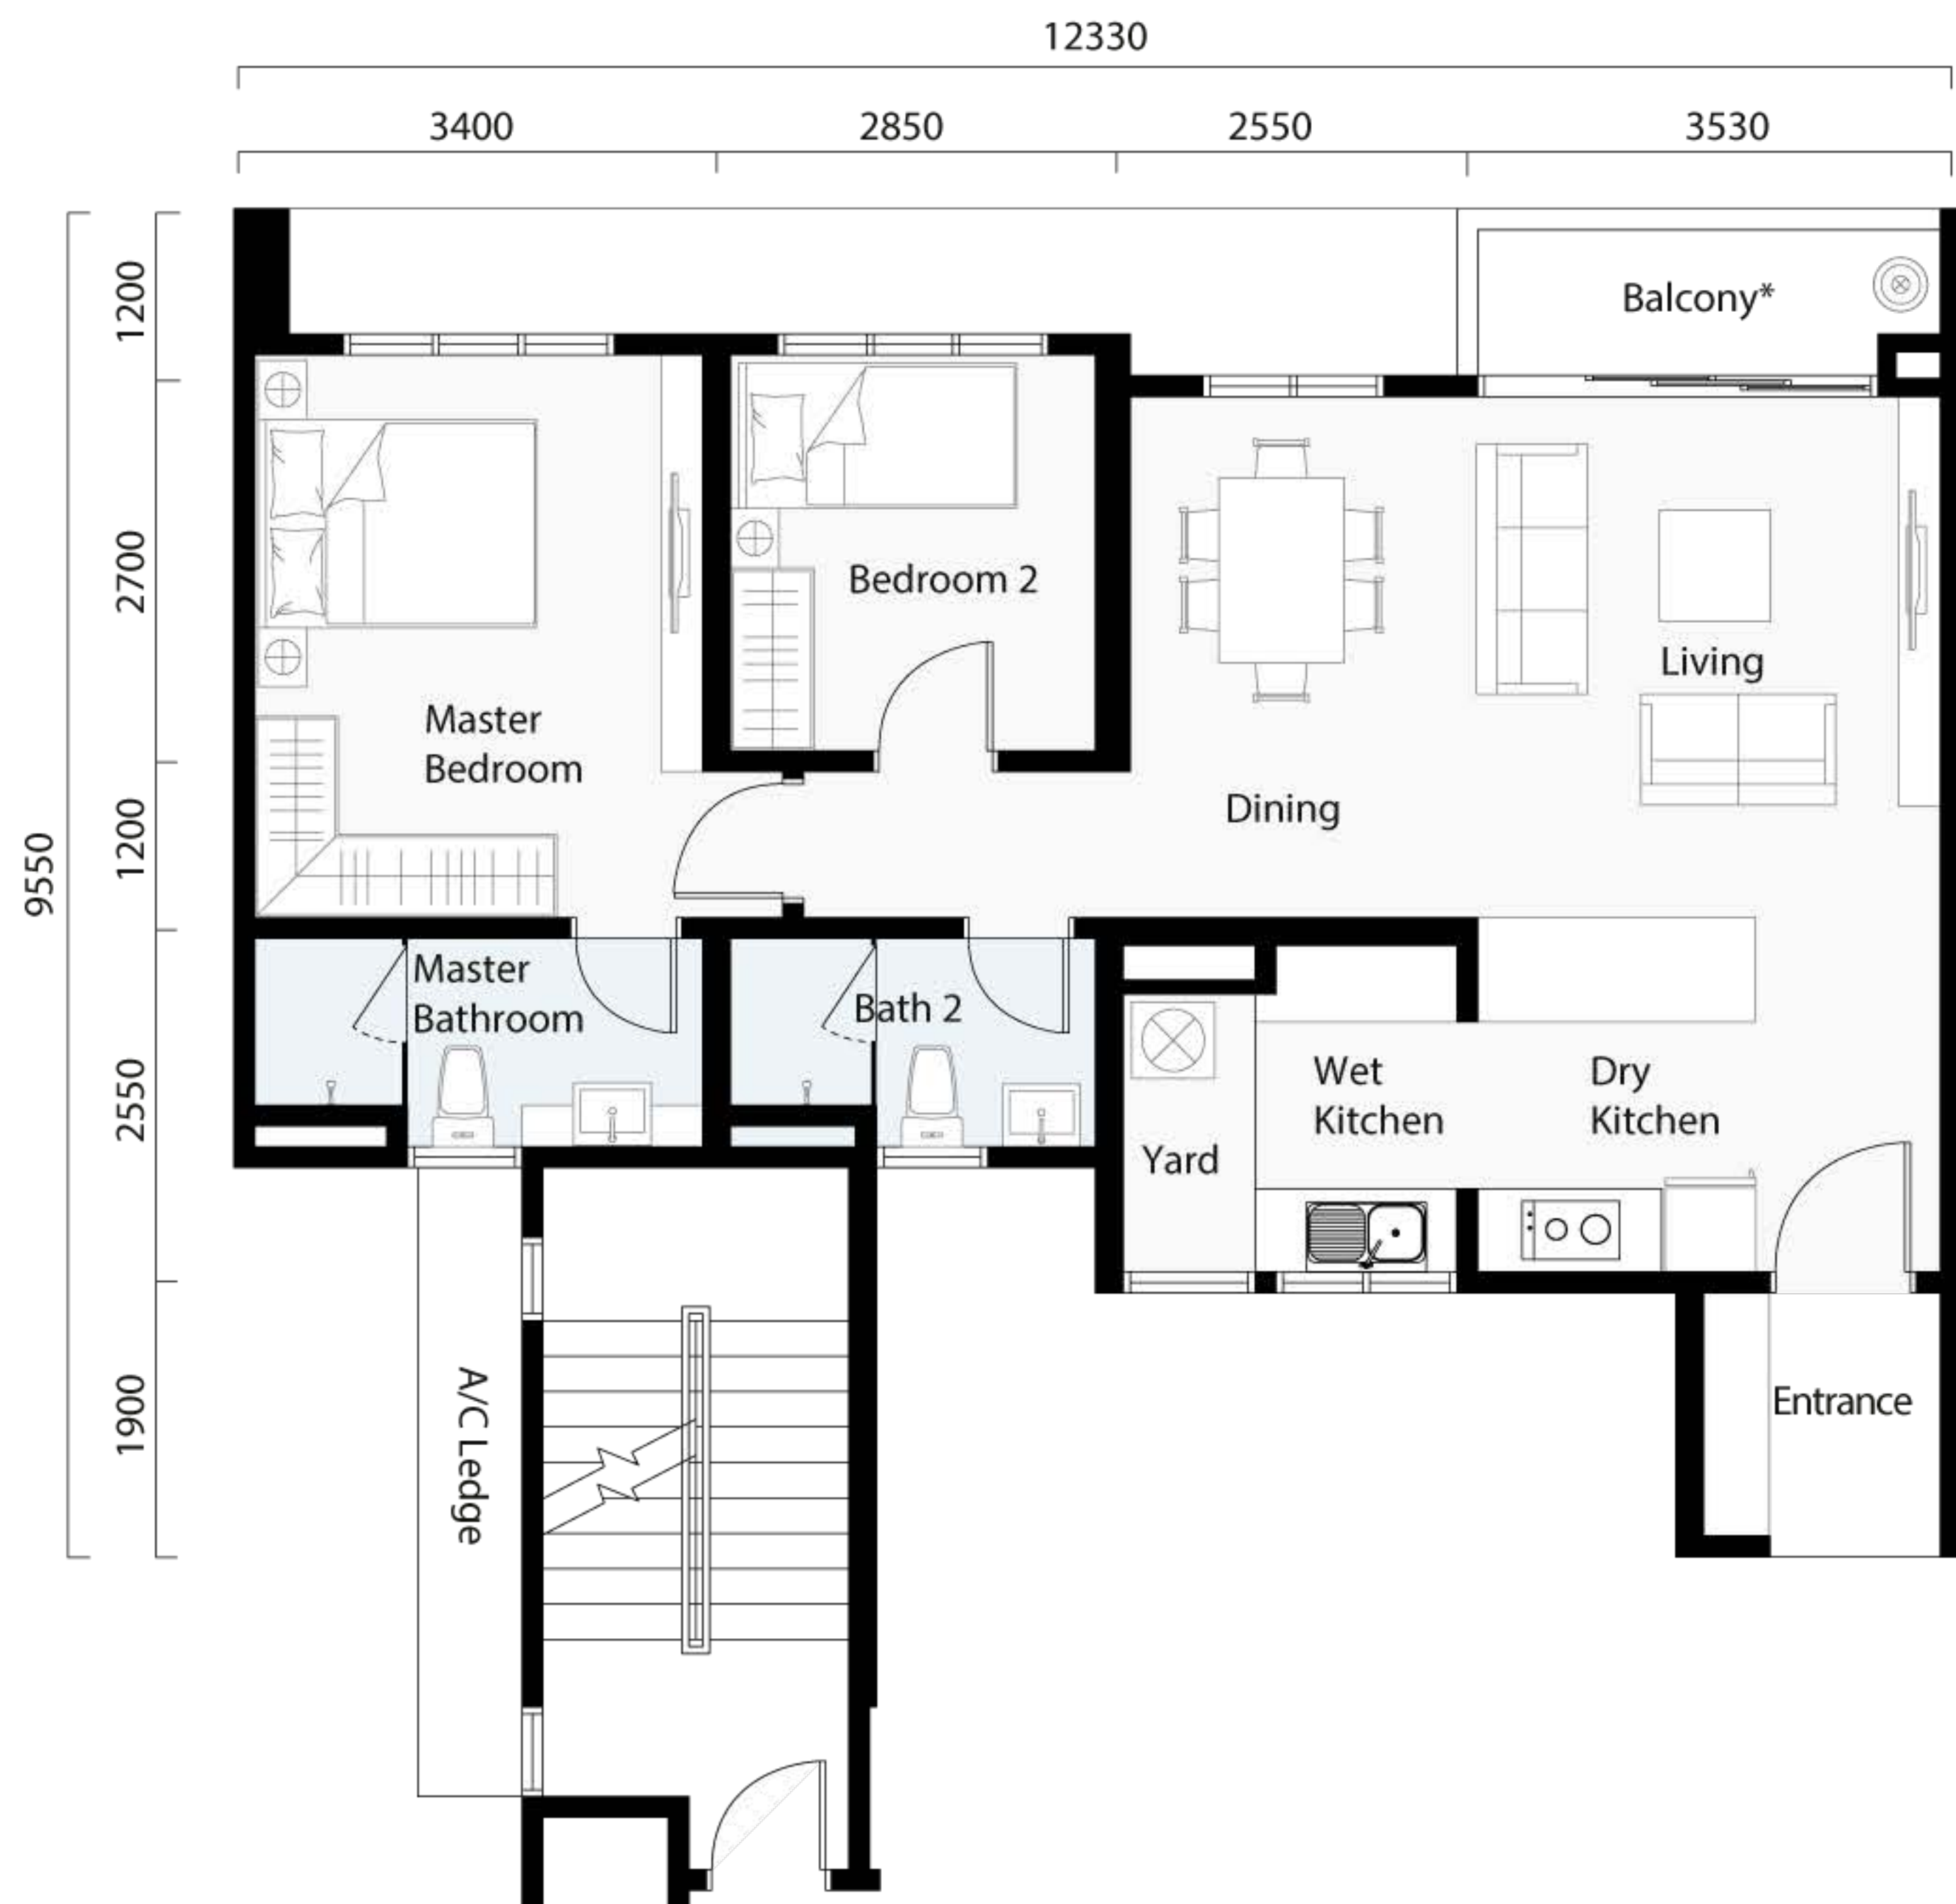 12330
3400
2850
2550
3530
9550
1200
2700
1200
2550
1900
Balcony*
Bedroom 2
Living
Master
Bedroom
Dining
Master
Bathroom
Bath 2
Wet
Kitchen
Dry
Kitchen
Yard
A/C Ledge
Entrance